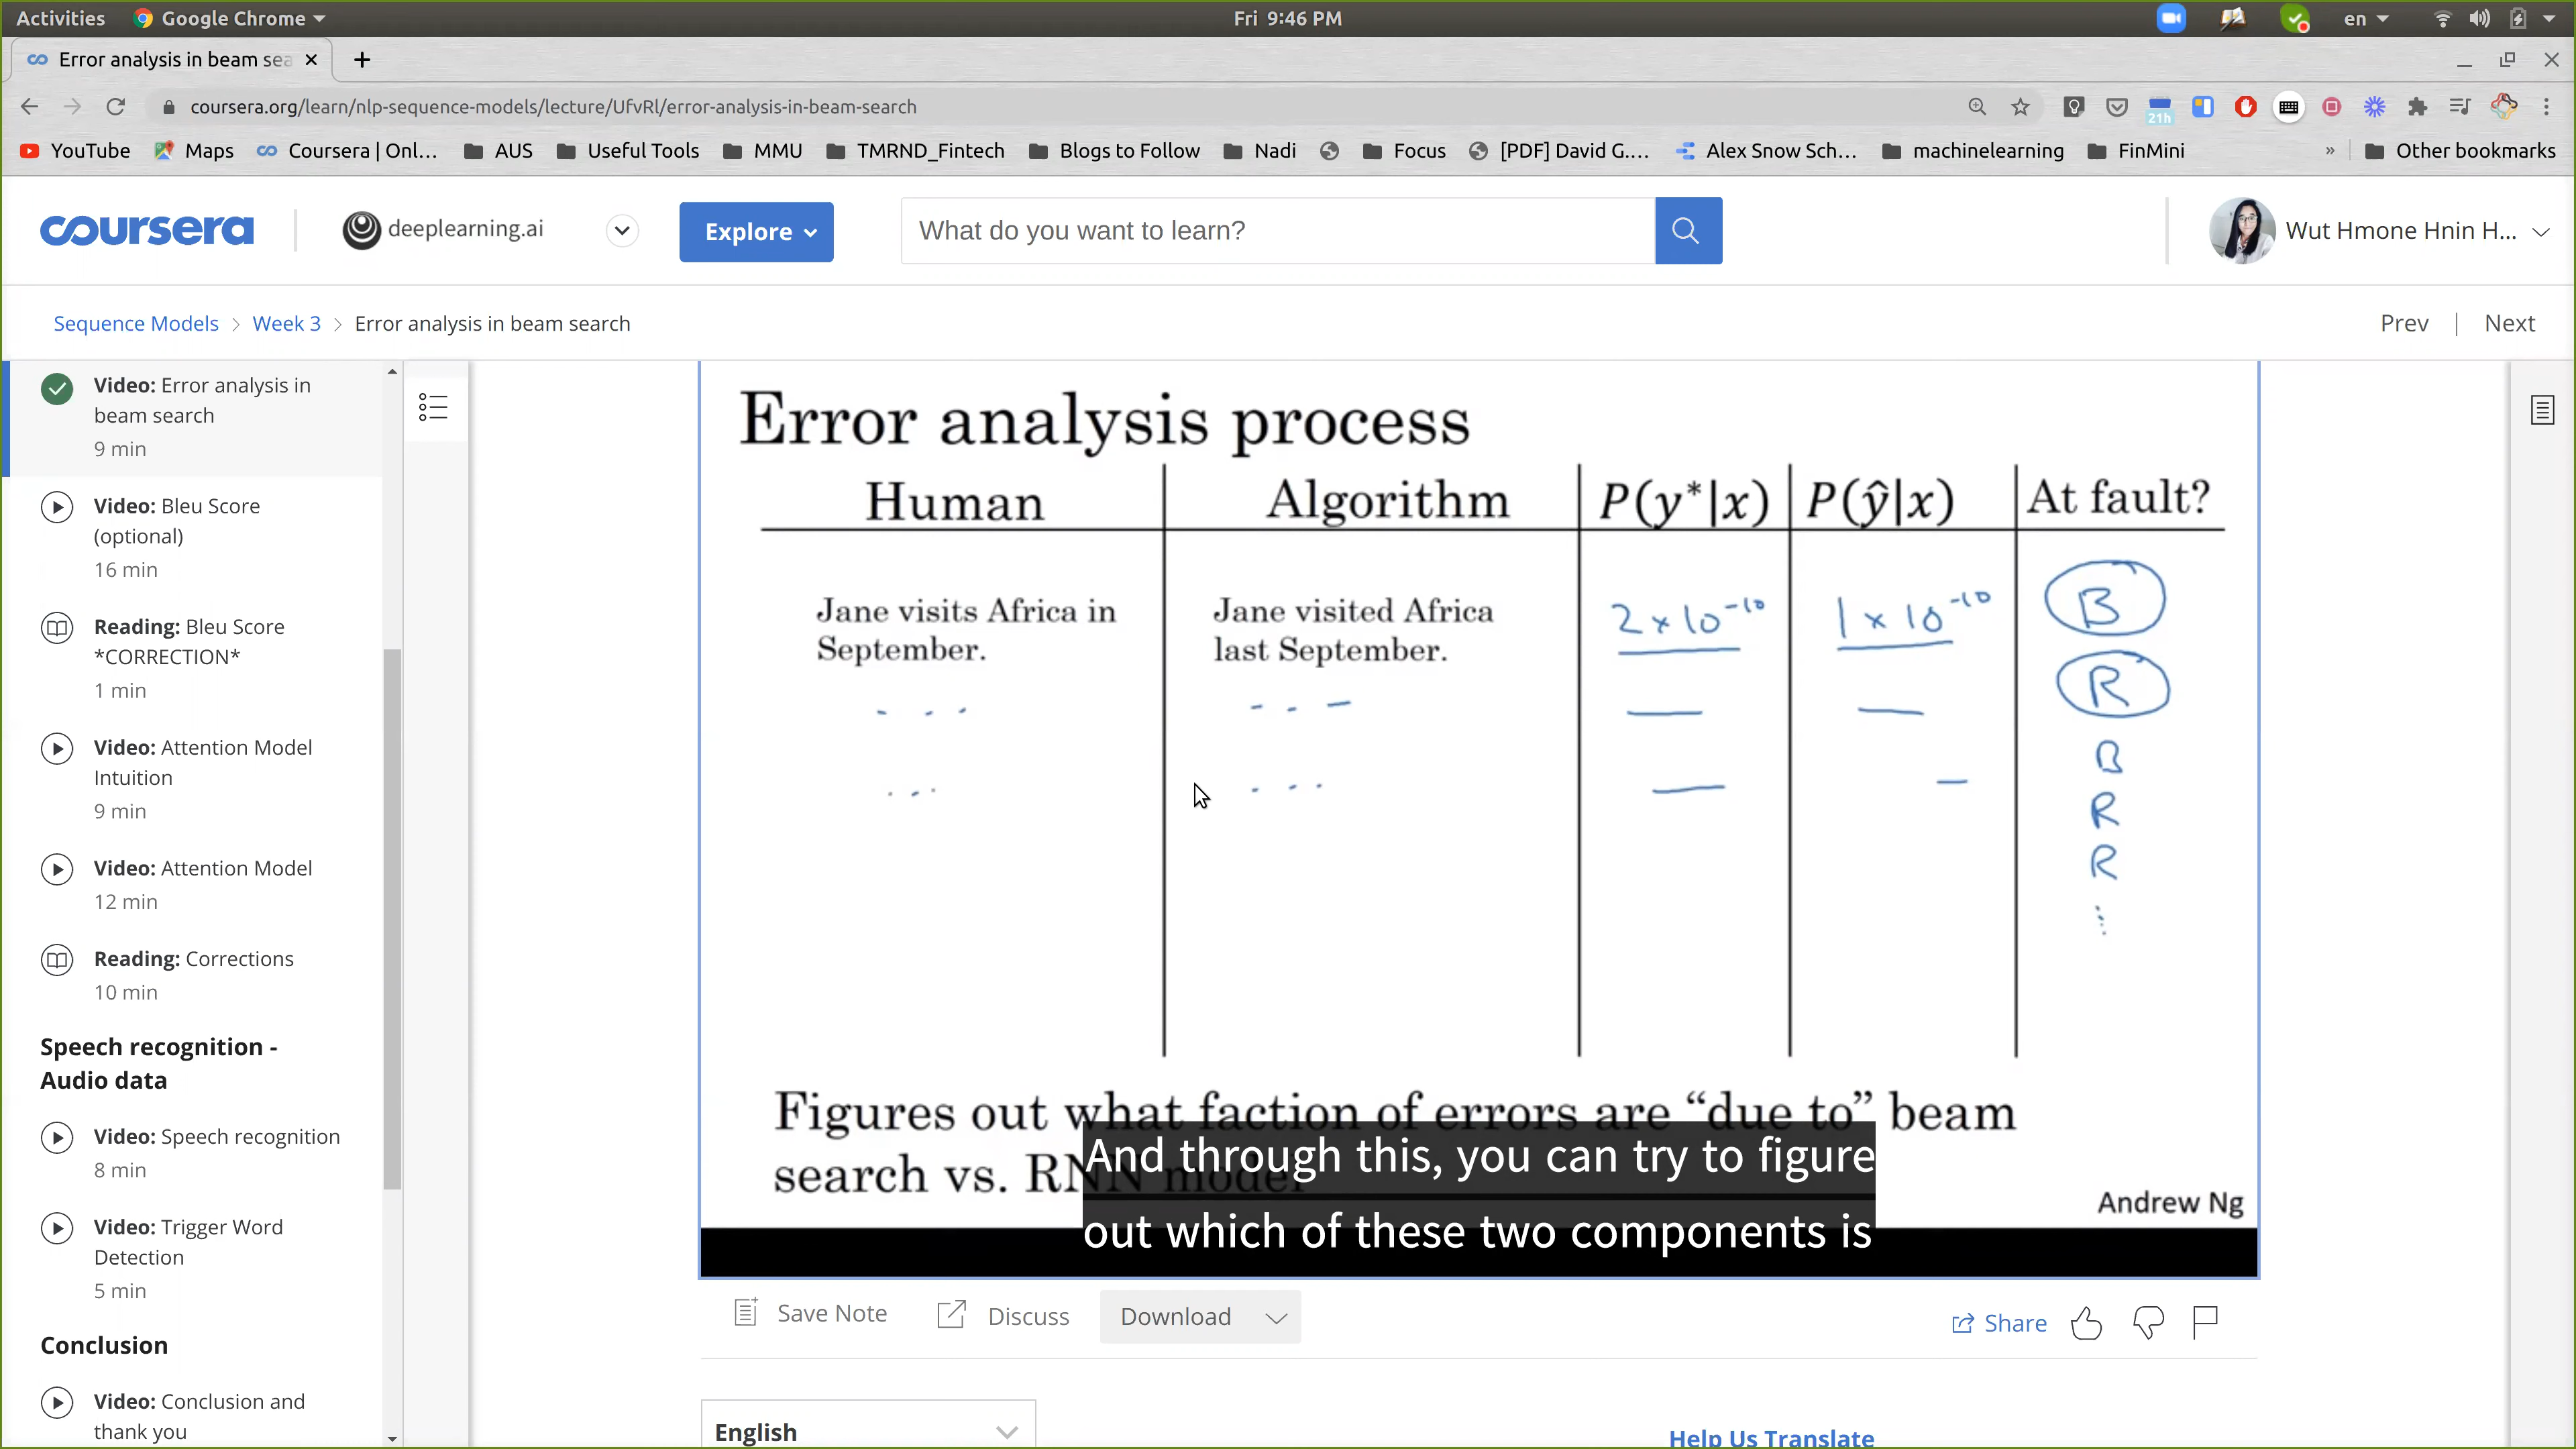 Activities Google Chrome Fri 9:46 PM en
Error analysis in beam sea
coursera.org/learn/nlp-sequence-models/lecture/UfvRl/error-analysis-in-beam-search
21h
YouTube Maps Coursera | Onl... AUS Useful Tools MMU TMRND_Fintech Blogs to Follow Nadi Focus [PDF] David G.... Alex Snow Sch... machinelearning FinMini » Other bookmarks
coursera deeplearning.ai Explore What do you want to learn? Wut Hmone Hnin H...
Sequence Models > Week 3 > Error analysis in beam search Prev | Next
Video: Error analysis in
beam search
9 min
Video: Bleu Score
(optional)
16 min
Reading: Bleu Score
*CORRECTION*
1 min
Video: Attention Model
Intuition
9 min
Video: Attention Model
12 min
Reading: Corrections
10 min
Speech recognition -
Audio data
Video: Speech recognition
8 min
Video: Trigger Word
Detection
5 min
Conclusion
Video: Conclusion and
thank you
Error analysis process
Human Algorithm P(y*|x) P(ŷ|x) At fault?
Jane visits Africa in Jane visited Africa 2 x 10^-10 1 x 10^-10 B
September. last September.
- - - - - - — — R
B
. . . . . . — —
R
R
⋮
Figures out what faction of errors are “due to” beam
search vs. RNN model
And through this, you can try to figure
out which of these two components is
Andrew Ng
Save Note Discuss Download Share
English Help Us Translate